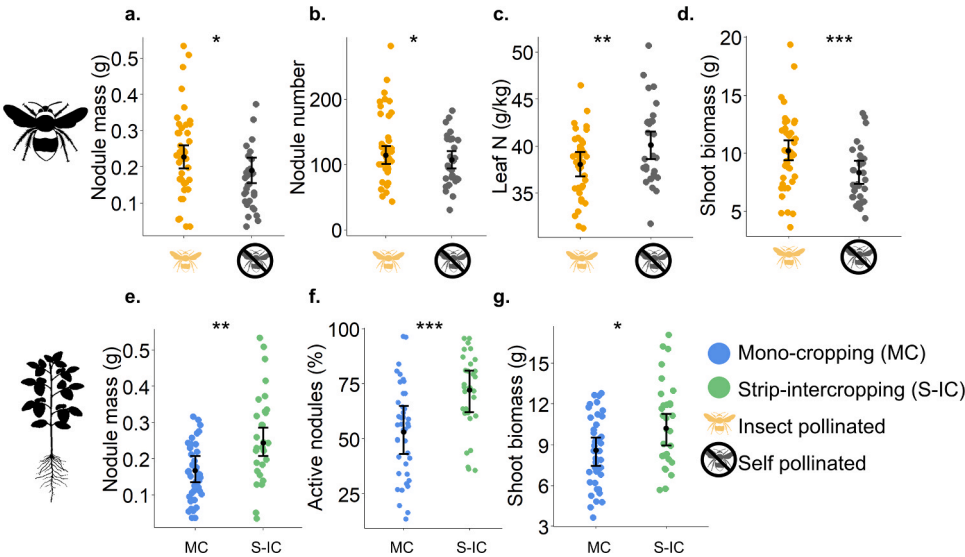 a.
Nodule mass (g)
0.5
0.4
0.3
0.2
0.1
*
b.
Nodule number
200
100
0
*
c.
Leaf N (g/kg)
50
45
40
35
**
d.
Shoot biomass (g)
20
15
10
5
***
e.
Nodule mass (g)
0.5
0.4
0.3
0.2
0.1
**
MC S-IC
f.
Active nodules (%)
100
75
50
25
***
MC S-IC
g.
Shoot biomass (g)
15
12
9
6
3
*
MC S-IC
Mono-cropping (MC)
Strip-intercropping (S-IC)
Insect pollinated
Self pollinated